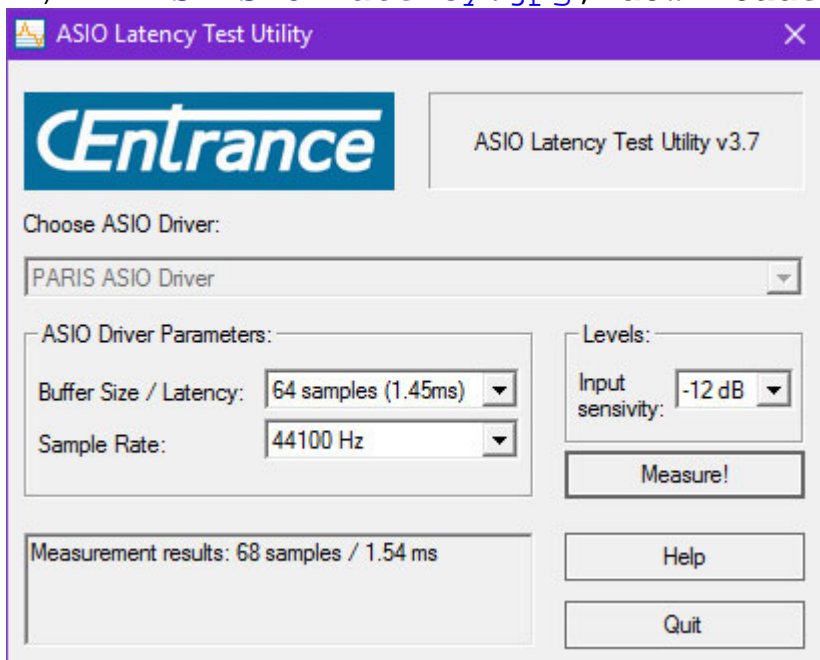 ASIO Latency Test Utility
CEntrance
ASIO Latency Test Utility v3.7
Choose ASIO Driver:
PARIS ASIO Driver
ASIO Driver Parameters:
Buffer Size / Latency: 64 samples (1.45ms)
Sample Rate: 44100 Hz
Levels:
Input
sensivity: -12 dB
Measure!
Measurement results: 68 samples / 1.54 ms
Help
Quit